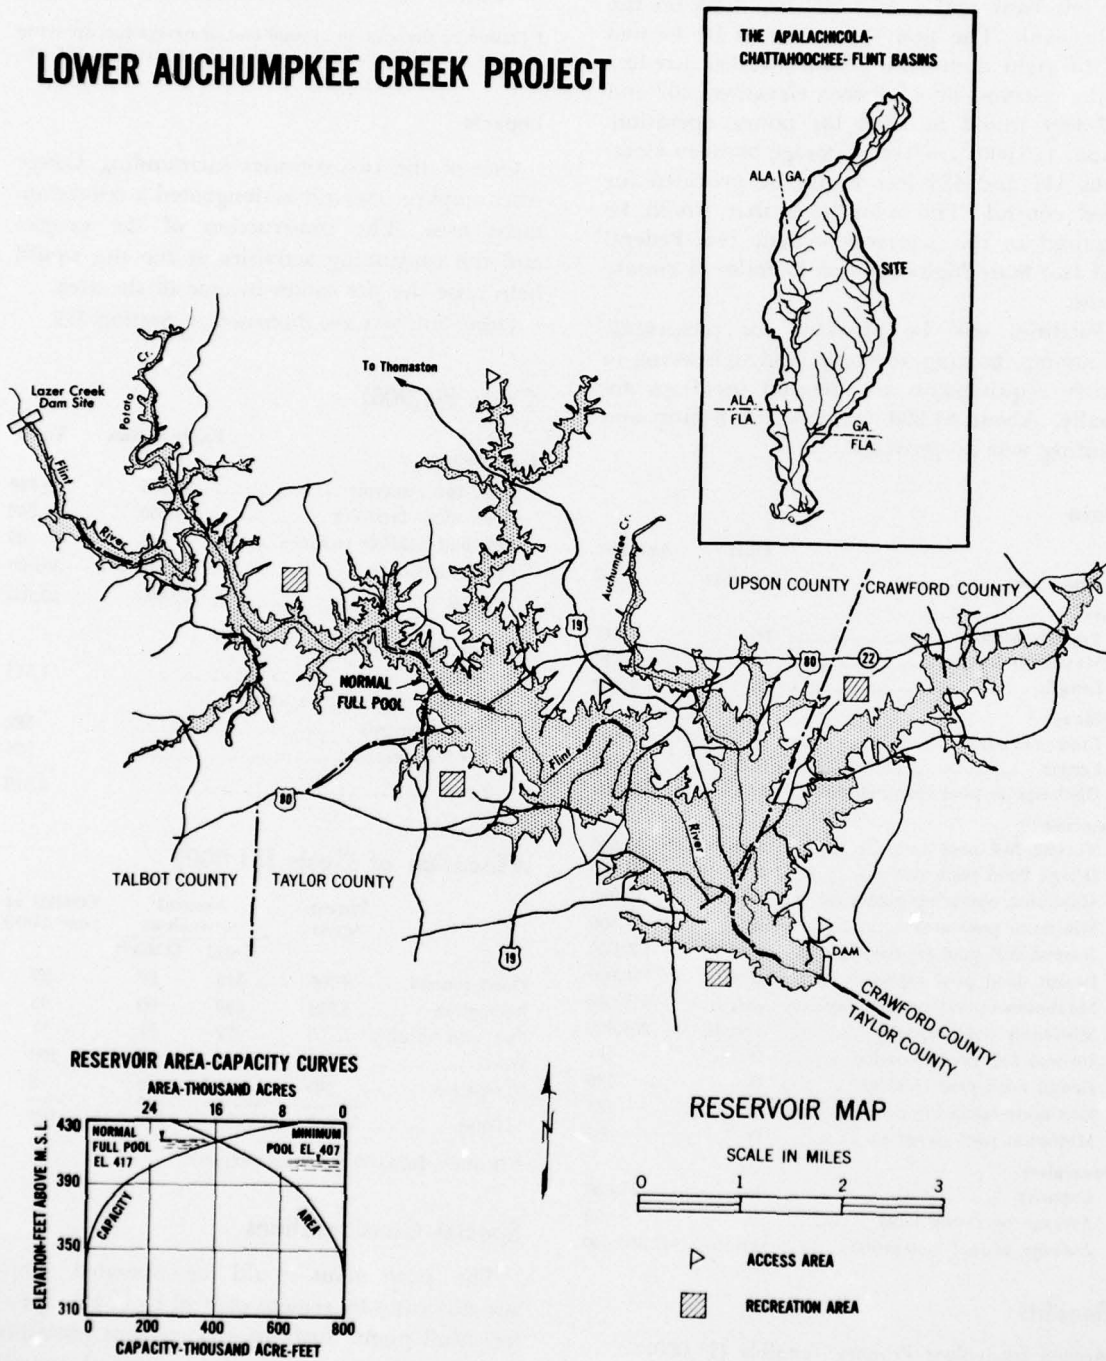 LOWER AUCHUMPKEE CREEK PROJECT
THE APALACHICOLA-
CHATTAHOOCHEE- FLINT BASINS
ALA. GA.
SITE
ALA.
FLA.
GA.
FLA.
Lazer Creek
Dam Site
Potato Cr.
To Thomaston
Flint
River
Auchumpkee Cr.
UPSON COUNTY
CRAWFORD COUNTY
19
80
22
NORMAL
FULL POOL
Flint
River
80
TALBOT COUNTY
TAYLOR COUNTY
19
DAM
CRAWFORD COUNTY
TAYLOR COUNTY
RESERVOIR AREA-CAPACITY CURVES
AREA-THOUSAND ACRES
24 16 8 0
ELEVATION-FEET ABOVE M.S.L.
430
390
350
310
NORMAL
FULL POOL
EL. 417
MINIMUM
POOL EL. 407
CAPACITY
AREA
0 200 400 600 800
CAPACITY-THOUSAND ACRE-FEET
N
RESERVOIR MAP
SCALE IN MILES
0 1 2 3
ACCESS AREA
RECREATION AREA